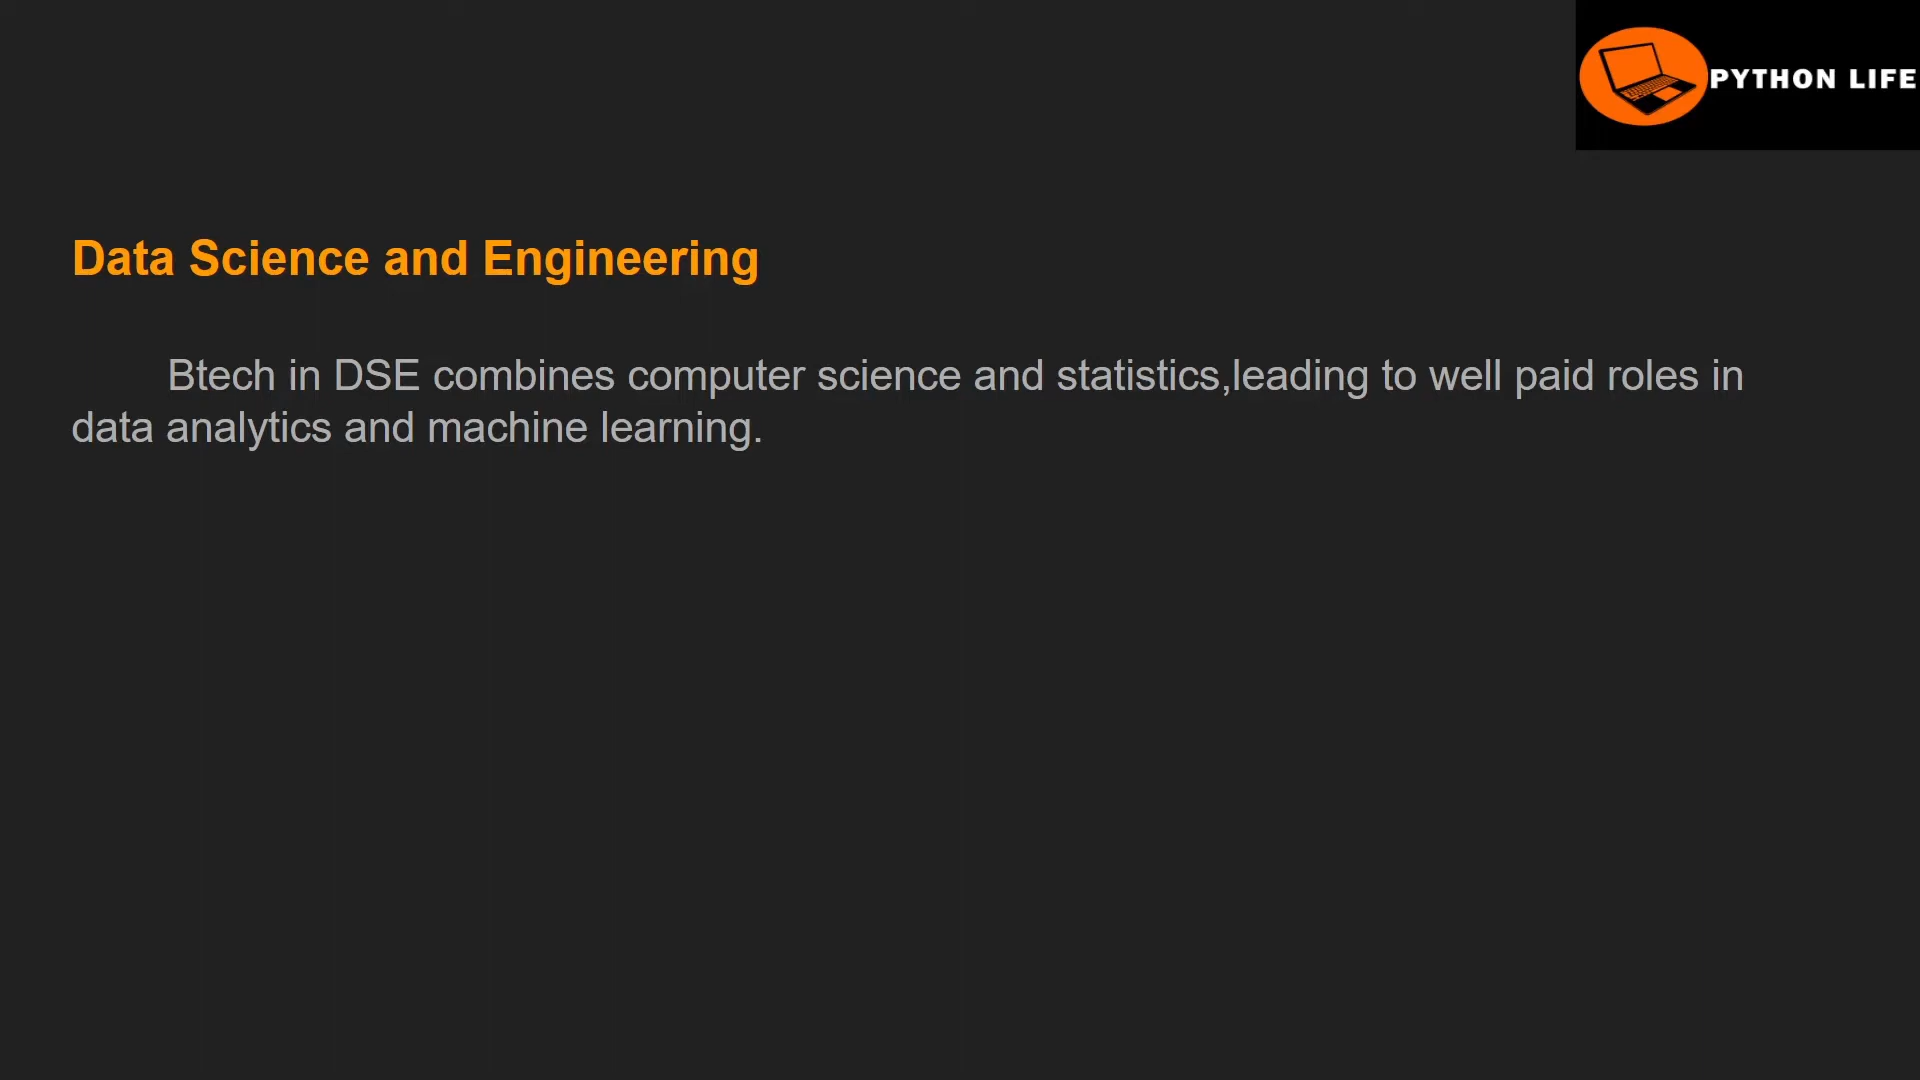 PYTHON LIFE
Data Science and Engineering
Btech in DSE combines computer science and statistics,leading to well paid roles in
data analytics and machine learning.